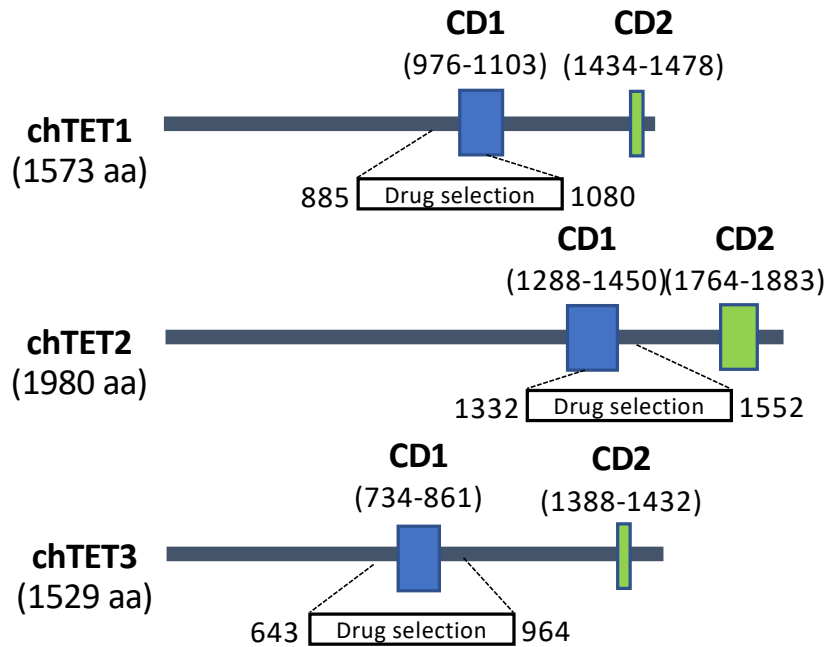 CD1 CD2
(976-1103) (1434-1478)
chTET1
(1573 aa)
885 Drug selection 1080
CD1 CD2
(1288-1450)(1764-1883)
chTET2
(1980 aa)
1332 Drug selection 1552
CD1 CD2
(734-861) (1388-1432)
chTET3
(1529 aa)
643 Drug selection 964